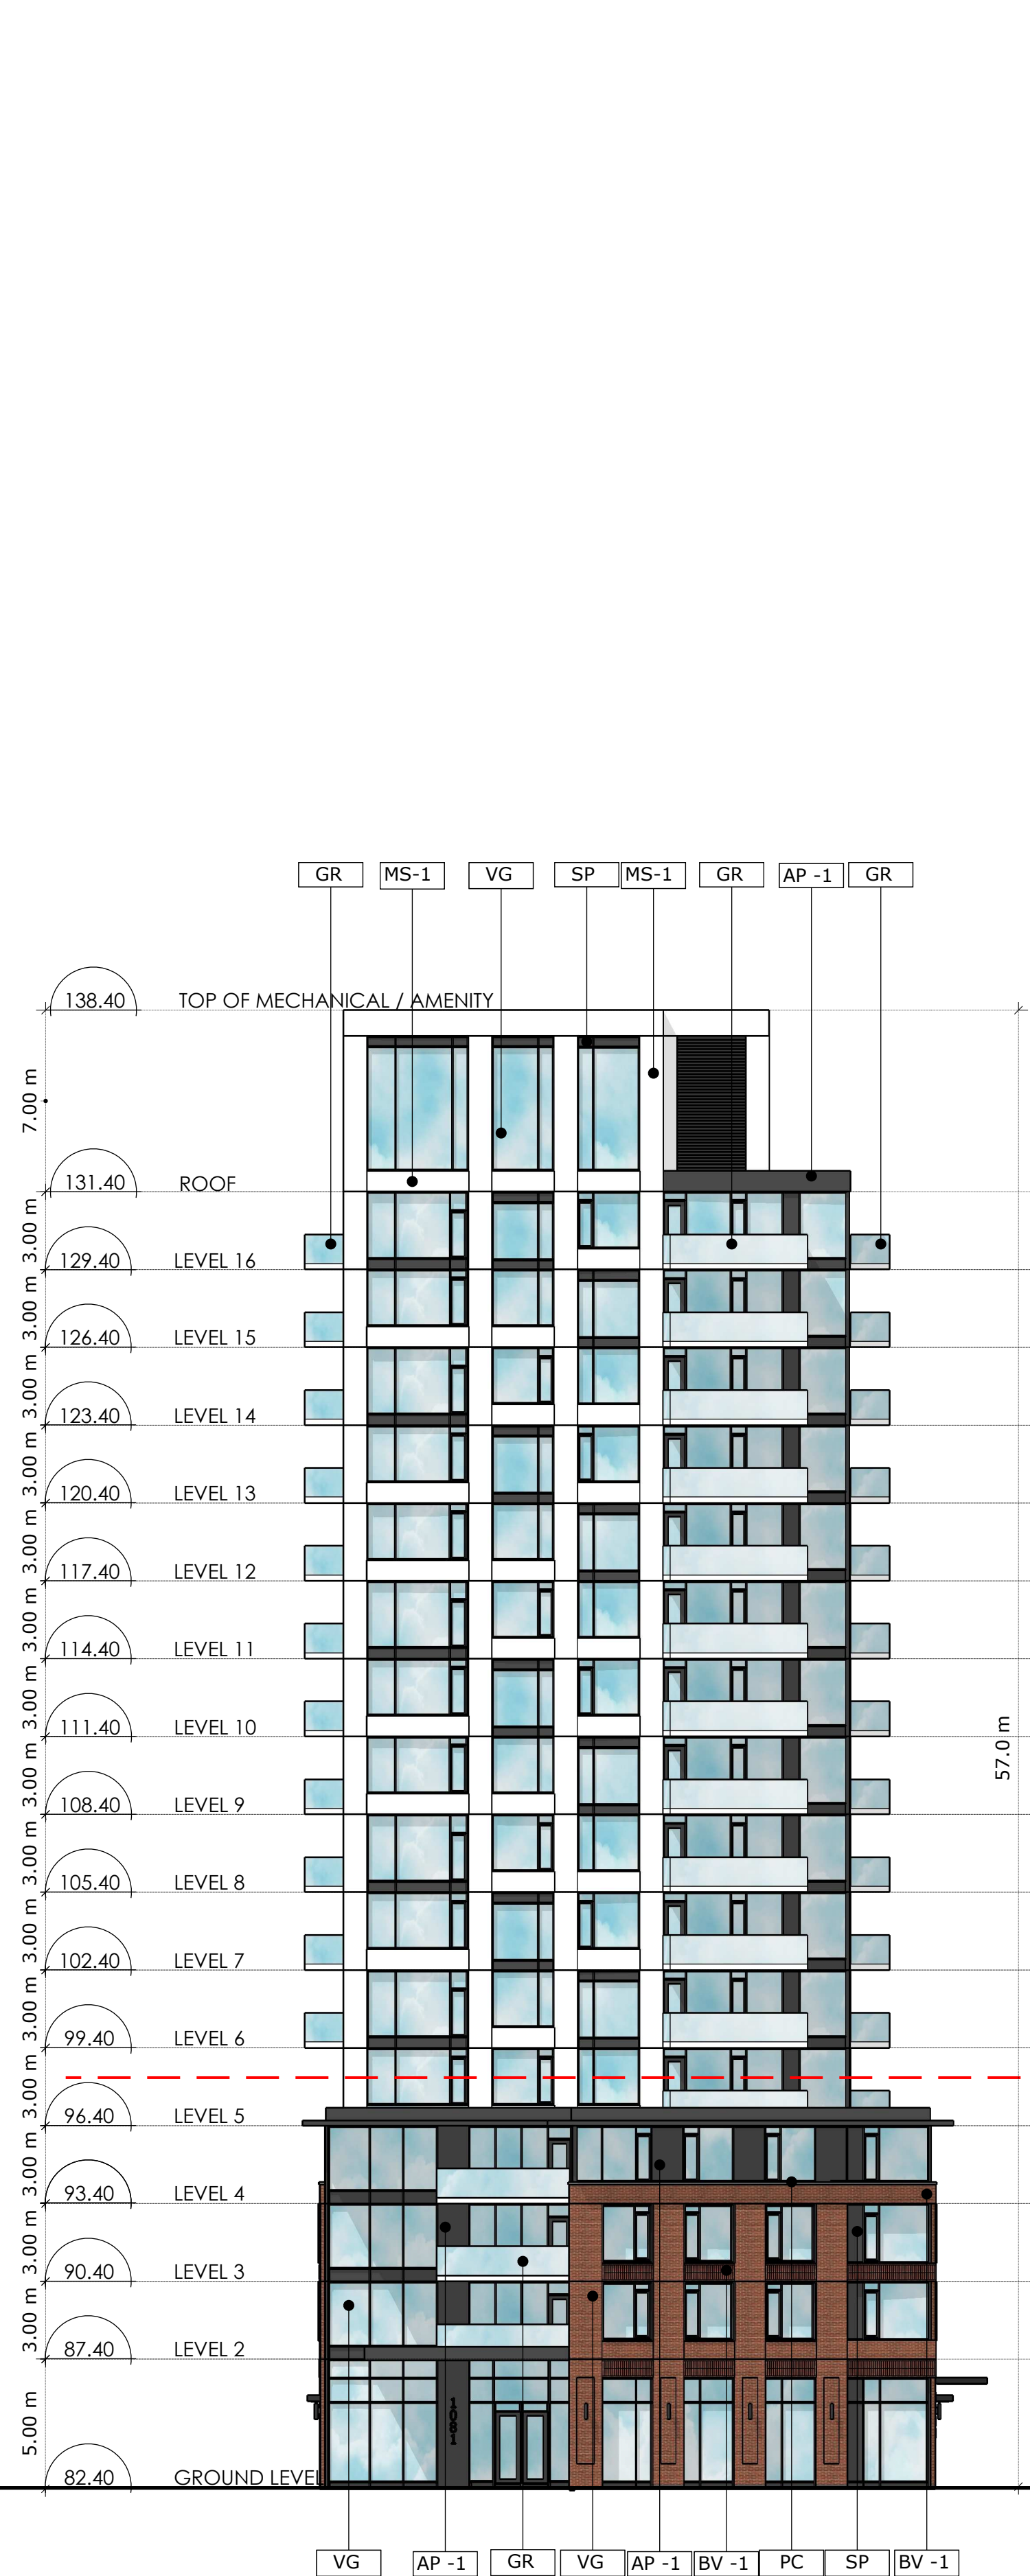 GR MS-1 VG SP MS-1 GR AP -1 GR
138.40 TOP OF MECHANICAL / AMENITY
7.00 m
131.40 ROOF
3.00 m
129.40 LEVEL 16
3.00 m
126.40 LEVEL 15
3.00 m
123.40 LEVEL 14
3.00 m
120.40 LEVEL 13
3.00 m
117.40 LEVEL 12
3.00 m
114.40 LEVEL 11
3.00 m
111.40 LEVEL 10
57.0 m
3.00 m
108.40 LEVEL 9
3.00 m
105.40 LEVEL 8
3.00 m
102.40 LEVEL 7
3.00 m
99.40 LEVEL 6
3.00 m
96.40 LEVEL 5
3.00 m
93.40 LEVEL 4
3.00 m
90.40 LEVEL 3
3.00 m
87.40 LEVEL 2
5.00 m
1081
82.40 GROUND LEVEL
VG AP -1 GR VG AP -1 BV -1 PC SP BV -1